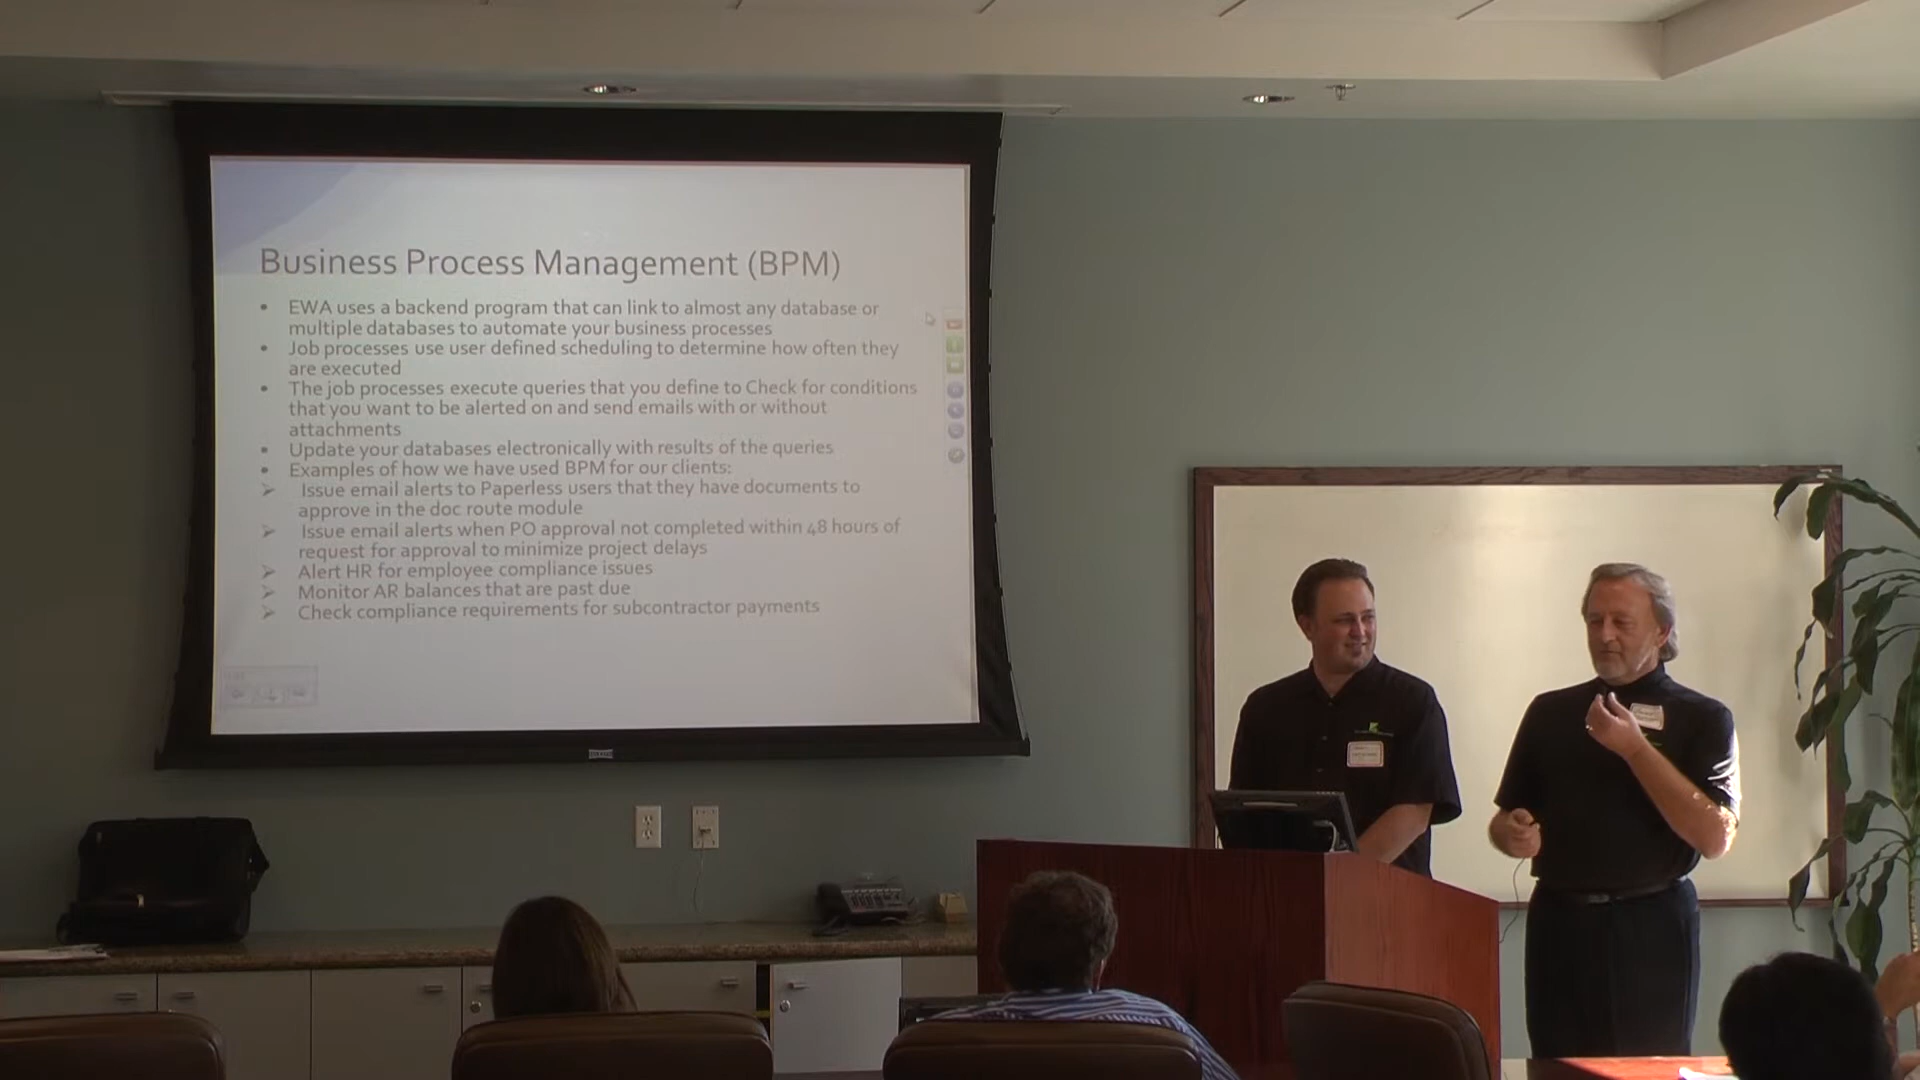 Business Process Management (BPM)
• EWA uses a backend program that can link to almost any database or
multiple databases to automate your business processes
• Job processes use user defined scheduling to determine how often they
are executed
• The job processes execute queries that you define to Check for conditions
that you want to be alerted on and send emails with or without
attachments
• Update your databases electronically with results of the queries
• Examples of how we have used BPM for our clients:
➢ Issue email alerts to Paperless users that they have documents to
approve in the doc route module
➢ Issue email alerts when PO approval not completed within 48 hours of
request for approval to minimize project delays
➢ Alert HR for employee compliance issues
➢ Monitor AR balances that are past due
➢ Check compliance requirements for subcontractor payments